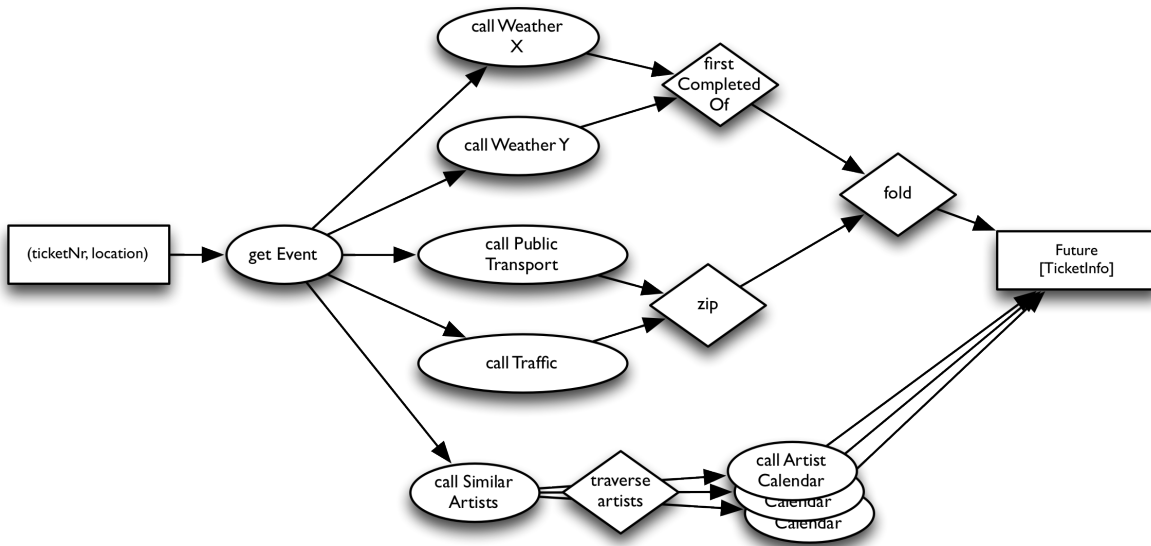 call Weather
X
first
Completed
Of
call Weather Y
fold
(ticketNr, location)
get Event
call Public
Transport
Future
[TicketInfo]
zip
call Traffic
call Similar
Artists
traverse
artists
call Artist
Calendar
Calendar
Calendar